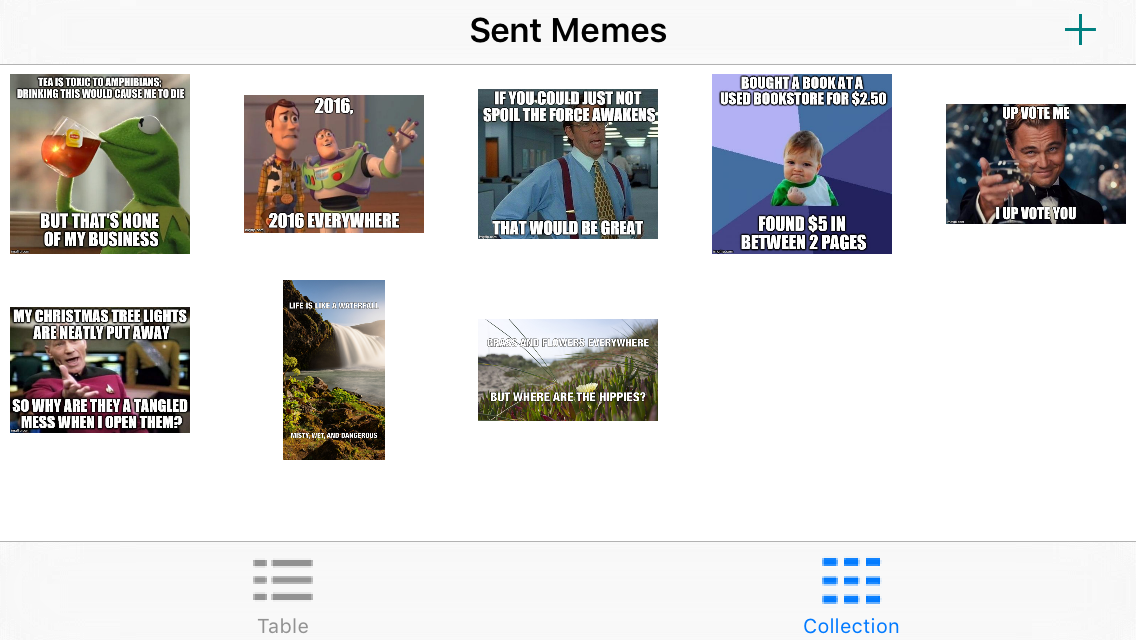 Sent Memes
TEA IS TOXIC TO AMPHIBIANS;
DRINKING THIS WOULD CAUSE ME TO DIE
BUT THAT'S NONE
OF MY BUSINESS
2016,
2016 EVERYWHERE
IF YOU COULD JUST NOT
SPOIL THE FORCE AWAKENS,
THAT WOULD BE GREAT
BOUGHT A BOOK AT A
USED BOOKSTORE FOR $2.50
FOUND $5 IN
BETWEEN 2 PAGES
UP VOTE ME
I UP VOTE YOU
MY CHRISTMAS TREE LIGHTS
ARE NEATLY PUT AWAY
SO WHY ARE THEY A TANGLED
MESS WHEN I OPEN THEM?
LIFE IS LIKE A WATERFALL
MISTY, WET, AND DANGEROUS
GRASS AND FLOWERS EVERYWHERE
BUT WHERE ARE THE HIPPIES?
Table
Collection